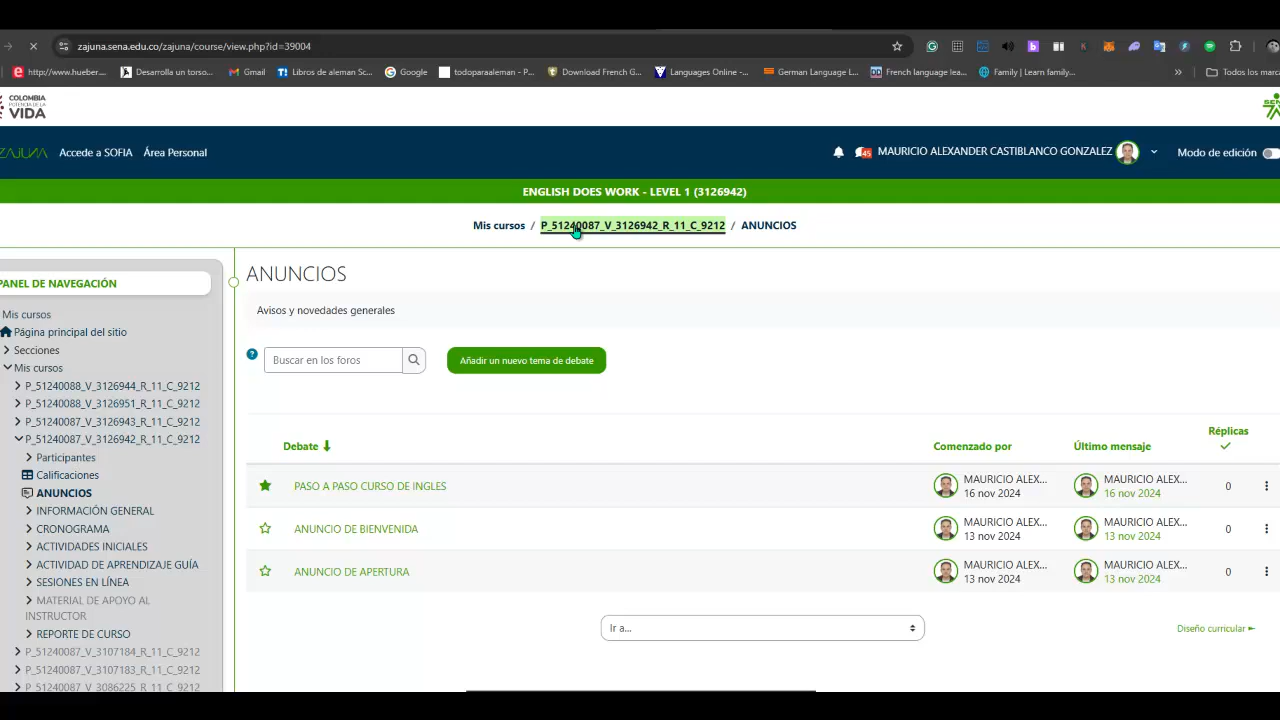 zajuna.sena.edu.co/zajuna/course/view.php?id=39004
http://www.hueber....
Desarrolla un torso...
Gmail
Libros de aleman Sc...
Google
todoparaaleman - P...
Download French G...
Languages Online -...
German Language L...
French language lea...
Family | Learn family...
»
Todos los marca
COLOMBIA
POTENCIA DE LA
VIDA
SENA
ZAJUNA
Accede a SOFIA
Área Personal
45
MAURICIO ALEXANDER CASTIBLANCO GONZALEZ
Modo de edición
ENGLISH DOES WORK - LEVEL 1 (3126942)
Mis cursos / P_51240087_V_3126942_R_11_C_9212 / ANUNCIOS
PANEL DE NAVEGACIÓN
Mis cursos
Página principal del sitio
Secciones
Mis cursos
P_51240088_V_3126944_R_11_C_9212
P_51240088_V_3126951_R_11_C_9212
P_51240087_V_3126943_R_11_C_9212
P_51240087_V_3126942_R_11_C_9212
Participantes
Calificaciones
ANUNCIOS
INFORMACIÓN GENERAL
CRONOGRAMA
ACTIVIDADES INICIALES
ACTIVIDAD DE APRENDIZAJE GUÍA
SESIONES EN LÍNEA
MATERIAL DE APOYO AL
INSTRUCTOR
REPORTE DE CURSO
P_51240087_V_3107184_R_11_C_9212
P_51240087_V_3107183_R_11_C_9212
P_51240087_V_3086225_R_11_C_9212
ANUNCIOS
Avisos y novedades generales
?
Buscar en los foros
Añadir un nuevo tema de debate
Debate
Comenzado por
Último mensaje
Réplicas
PASO A PASO CURSO DE INGLES
MAURICIO ALEX...
16 nov 2024
MAURICIO ALEX...
16 nov 2024
0
ANUNCIO DE BIENVENIDA
MAURICIO ALEX...
13 nov 2024
MAURICIO ALEX...
13 nov 2024
0
ANUNCIO DE APERTURA
MAURICIO ALEX...
13 nov 2024
MAURICIO ALEX...
13 nov 2024
0
Ir a...
Diseño curricular ►